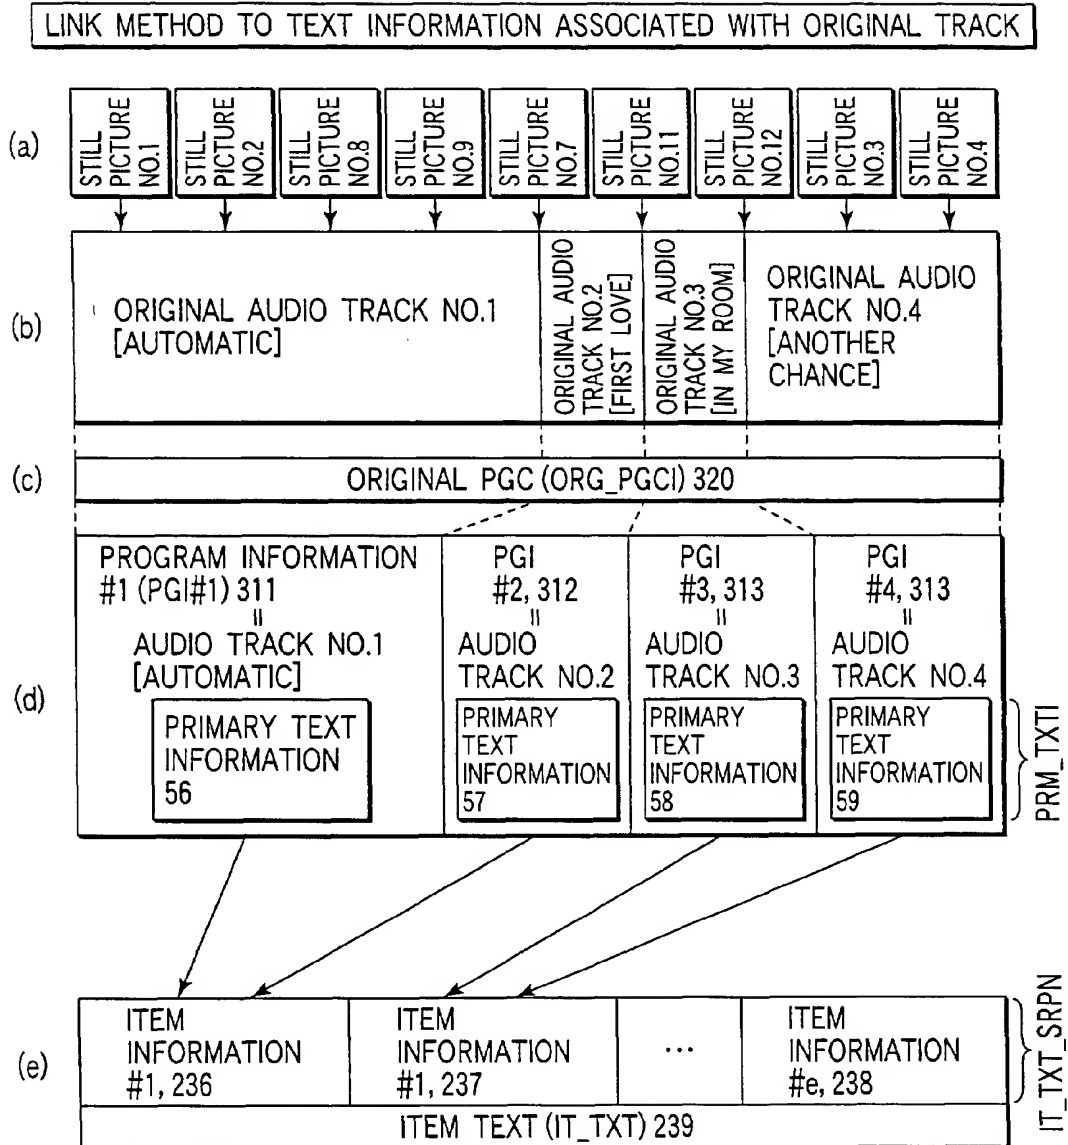 LINK METHOD TO TEXT INFORMATION ASSOCIATED WITH ORIGINAL TRACK
(a)
STILL
PICTURE
NO.1
STILL
PICTURE
NO.2
STILL
PICTURE
NO.8
STILL
PICTURE
NO.9
STILL
PICTURE
NO.7
STILL
PICTURE
NO.11
STILL
PICTURE
NO.12
STILL
PICTURE
NO.3
STILL
PICTURE
NO.4
(b)
ORIGINAL AUDIO TRACK NO.1
[AUTOMATIC]
ORIGINAL AUDIO
TRACK NO.2
[FIRST LOVE]
ORIGINAL AUDIO
TRACK NO.3
[IN MY ROOM]
ORIGINAL AUDIO
TRACK NO.4
[ANOTHER
CHANCE]
(c)
ORIGINAL PGC (ORG_PGCI) 320
(d)
PROGRAM INFORMATION
#1 (PGI#1) 311
=
AUDIO TRACK NO.1
[AUTOMATIC]
PRIMARY TEXT
INFORMATION
56
PGI
#2, 312
=
AUDIO
TRACK NO.2
PRIMARY
TEXT
INFORMATION
57
PGI
#3, 313
=
AUDIO
TRACK NO.3
PRIMARY
TEXT
INFORMATION
58
PGI
#4, 313
=
AUDIO
TRACK NO.4
PRIMARY
TEXT
INFORMATION
59
PRM_TXTI
(e)
ITEM
INFORMATION
#1, 236
ITEM
INFORMATION
#1, 237
...
ITEM
INFORMATION
#e, 238
IT_TXT_SRPN
ITEM TEXT (IT_TXT) 239